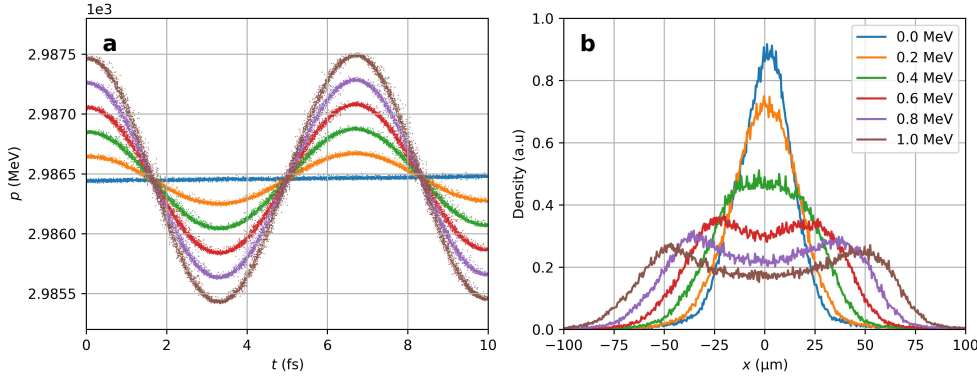 1e3
a
2.9875
2.9870
2.9865
2.9860
2.9855
p (MeV)
0
2
4
6
8
10
t (fs)
b
1.0
0.8
0.6
0.4
0.2
0.0
Density (a.u)
0.0 MeV
0.2 MeV
0.4 MeV
0.6 MeV
0.8 MeV
1.0 MeV
−100
−75
−50
−25
0
25
50
75
100
x (μm)